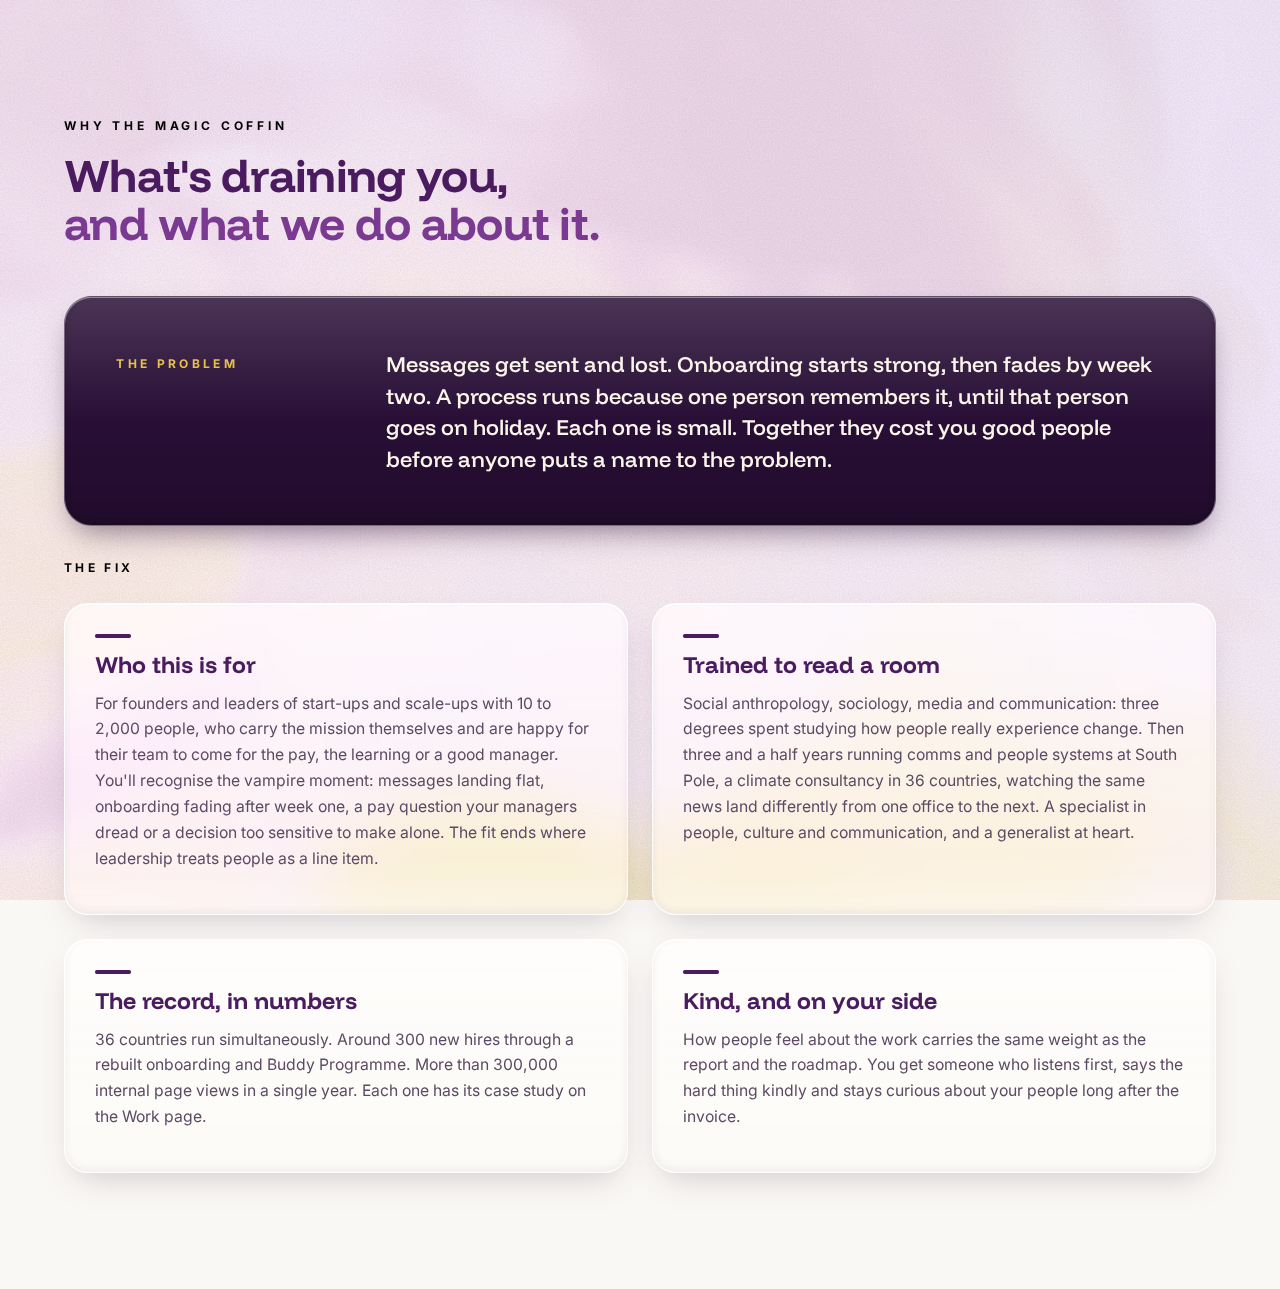 WHY THE MAGIC COFFIN
What's draining you,
and what we do about it.
THE PROBLEM
Messages get sent and lost. Onboarding starts strong, then fades by week
two. A process runs because one person remembers it, until that person
goes on holiday. Each one is small. Together they cost you good people
before anyone puts a name to the problem.
THE FIX
Who this is for
For founders and leaders of start-ups and scale-ups with 10 to
2,000 people, who carry the mission themselves and are happy for
their team to come for the pay, the learning or a good manager.
You'll recognise the vampire moment: messages landing flat,
onboarding fading after week one, a pay question your managers
dread or a decision too sensitive to make alone. The fit ends where
leadership treats people as a line item.
Trained to read a room
Social anthropology, sociology, media and communication: three
degrees spent studying how people really experience change. Then
three and a half years running comms and people systems at South
Pole, a climate consultancy in 36 countries, watching the same
news land differently from one office to the next. A specialist in
people, culture and communication, and a generalist at heart.
The record, in numbers
36 countries run simultaneously. Around 300 new hires through a
rebuilt onboarding and Buddy Programme. More than 300,000
internal page views in a single year. Each one has its case study on
the Work page.
Kind, and on your side
How people feel about the work carries the same weight as the
report and the roadmap. You get someone who listens first, says the
hard thing kindly and stays curious about your people long after the
invoice.